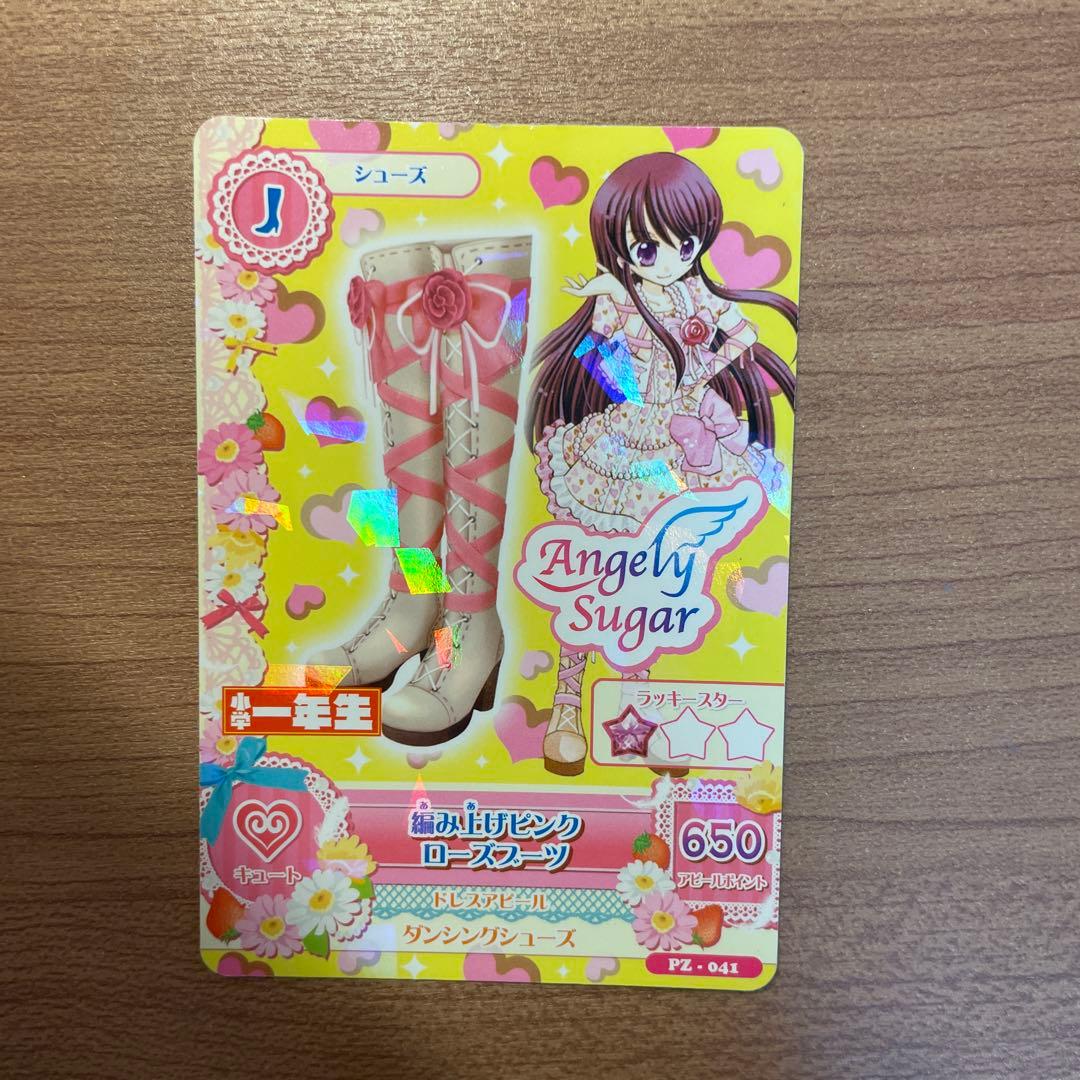 シューズ
Angely
Sugar
小学一年生
ラッキースター
編み上げピンク
ローズブーツ
650
アピールポイント
キュート
ドレスアピール
ダンシングシューズ
PZ - 041